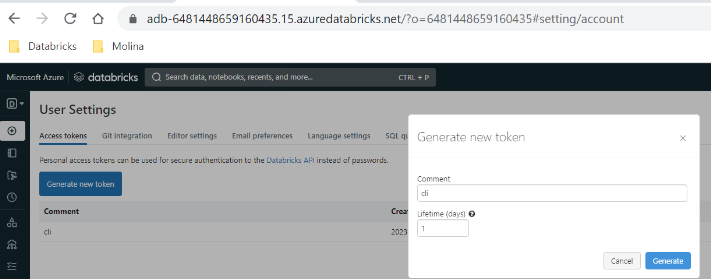 adb-6481448659160435.15.azuredatabricks.net/?o=6481448659160435#setting/account
Databricks
Molina
Microsoft Azure
databricks
Search data, notebooks, recents, and more...
CTRL + P
D
User Settings
Access tokens
Git integration
Editor settings
Email preferences
Language settings
SQL qu
Personal access tokens can be used for secure authentication to the Databricks API instead of passwords.
Generate new token
Comment
Crea
cli
2023
Generate new token
×
Comment
cli
Lifetime (days)
?
1
Cancel
Generate